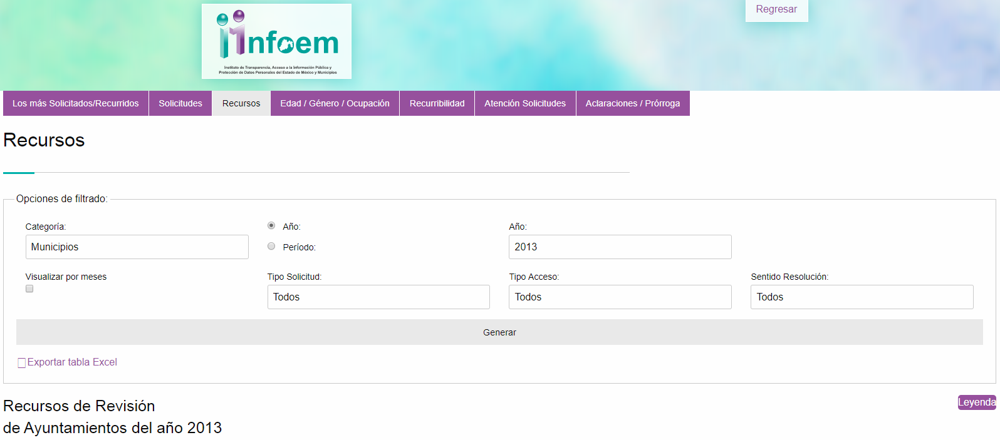 Regresar
infoem
Instituto de Transparencia, Acceso a la Información Pública y
Protección de Datos Personales del Estado de México y Municipios
Los más Solicitados/Recurridos Solicitudes Recursos Edad / Género / Ocupación Recurribilidad Atención Solicitudes Aclaraciones / Prórroga
Recursos
Opciones de filtrado:
Categoría: Año: Año:
Municipios Período: 2013
Visualizar por meses Tipo Solicitud: Tipo Acceso: Sentido Resolución:
Todos Todos Todos
Generar
Exportar tabla Excel
Recursos de Revisión Leyenda
de Ayuntamientos del año 2013